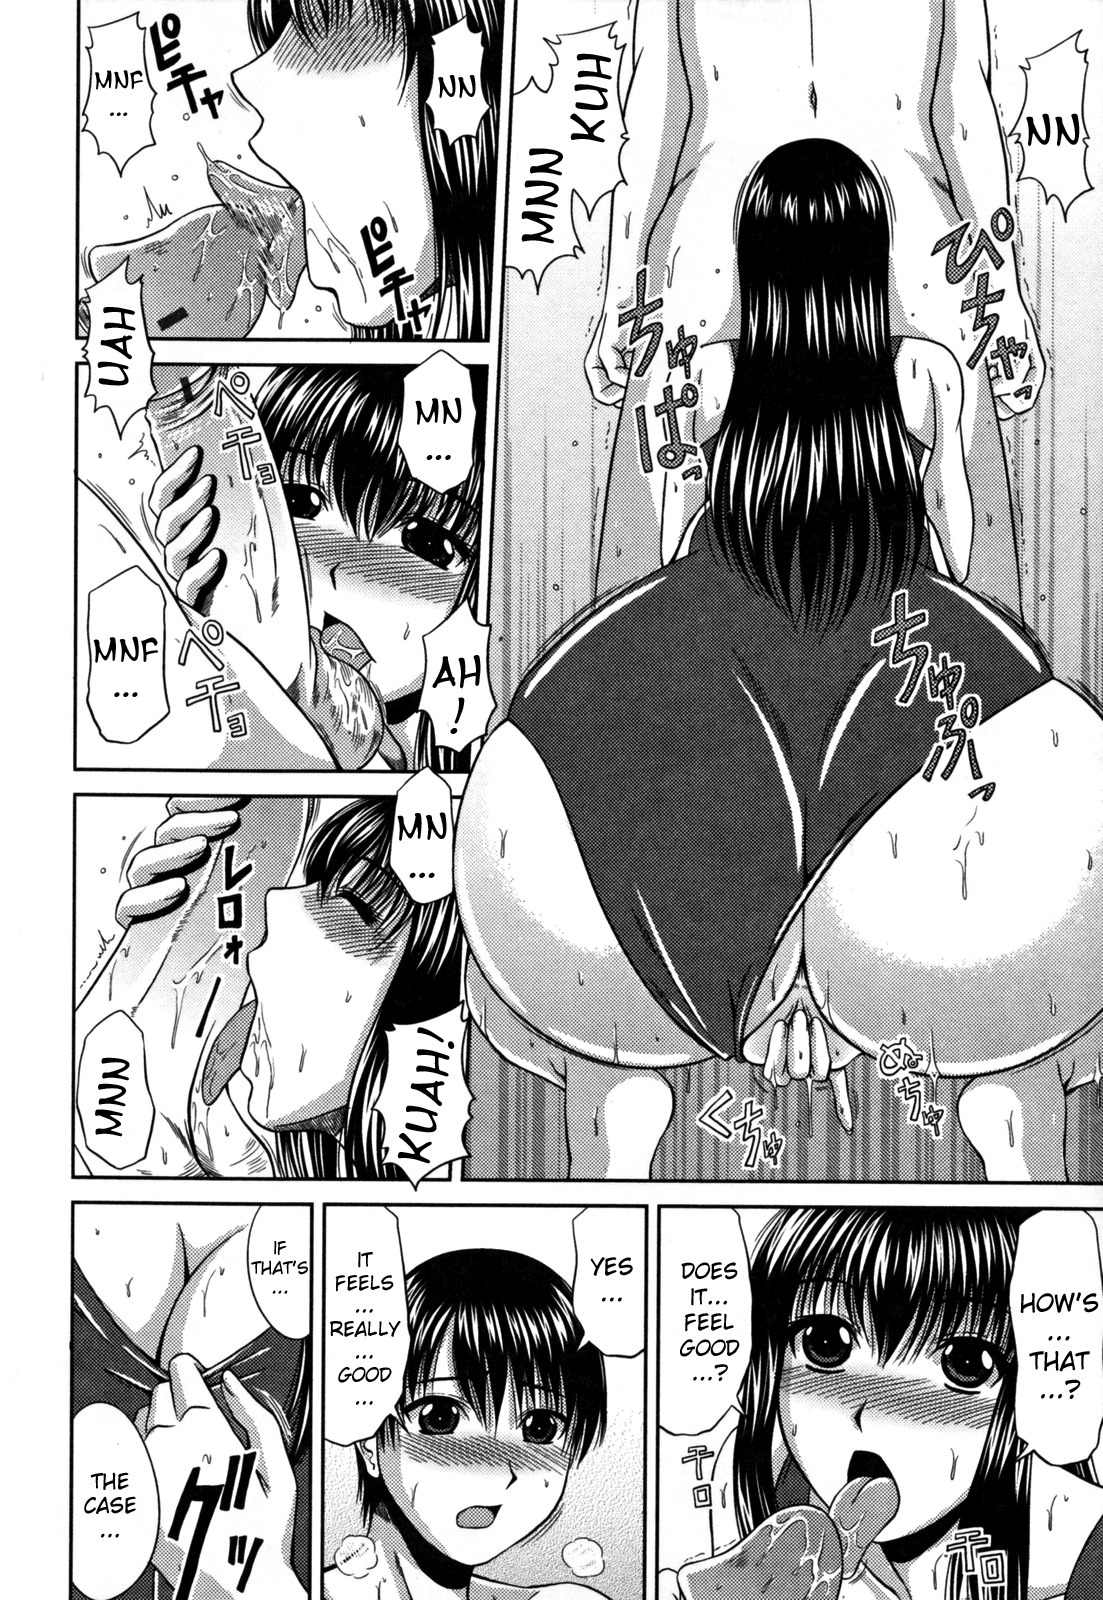 NN
KUH
MNN
ぴちゃっ
ちゅぱっ
ちゅぷーっ
めちゅ
くちゅ
NN
MNF
...
ピチャ
ピチャ
UAH
MN
...
ペチョ
MNF
...
ペチョ
AH!
MN
...
レロォー
MNN
KUAH!
HOW'S
...
THAT
...?
DOES
IT...
FEEL
GOOD
...?
チロ
チロ
YES
...
IT
FEELS
...
REALLY
...
GOOD
IF
THAT'S
...
THE
CASE
...
グッ